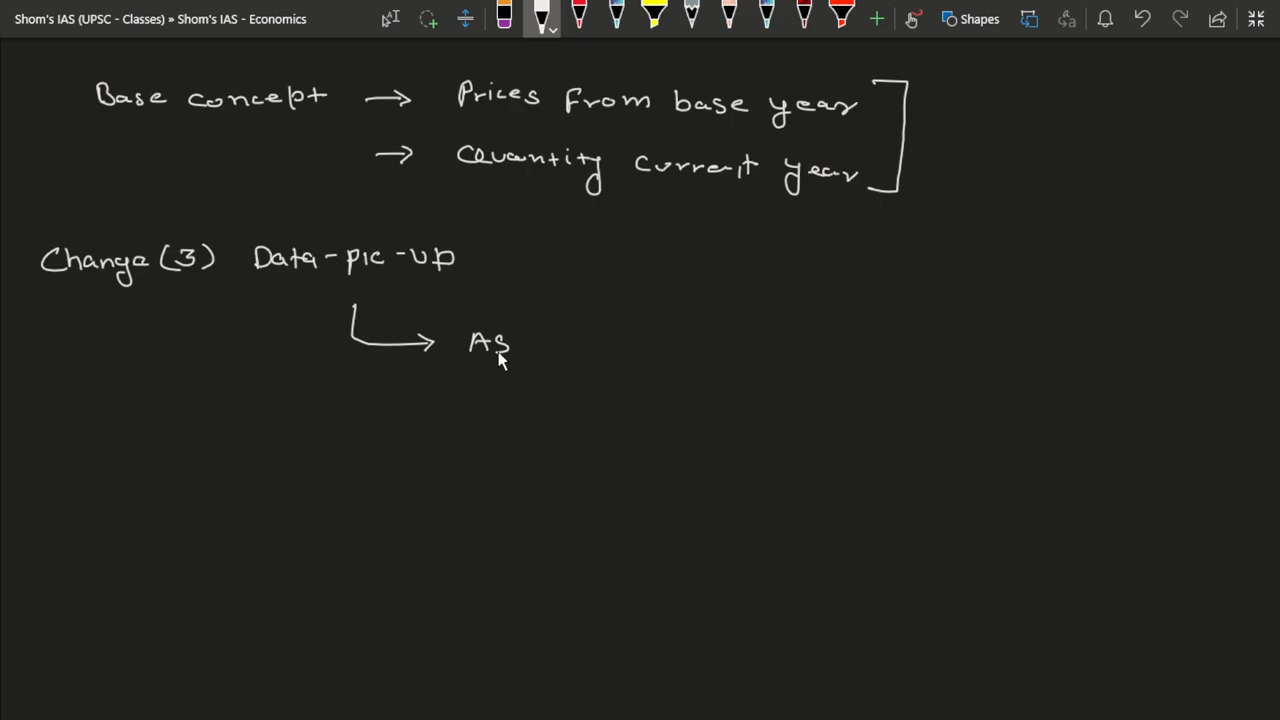 Shom's IAS (UPSC - Classes) » Shom's IAS - Economics
Shapes
Base concept → Prices from base year
→ Quantity current year
Change (3) Data-pic-up
→ AS